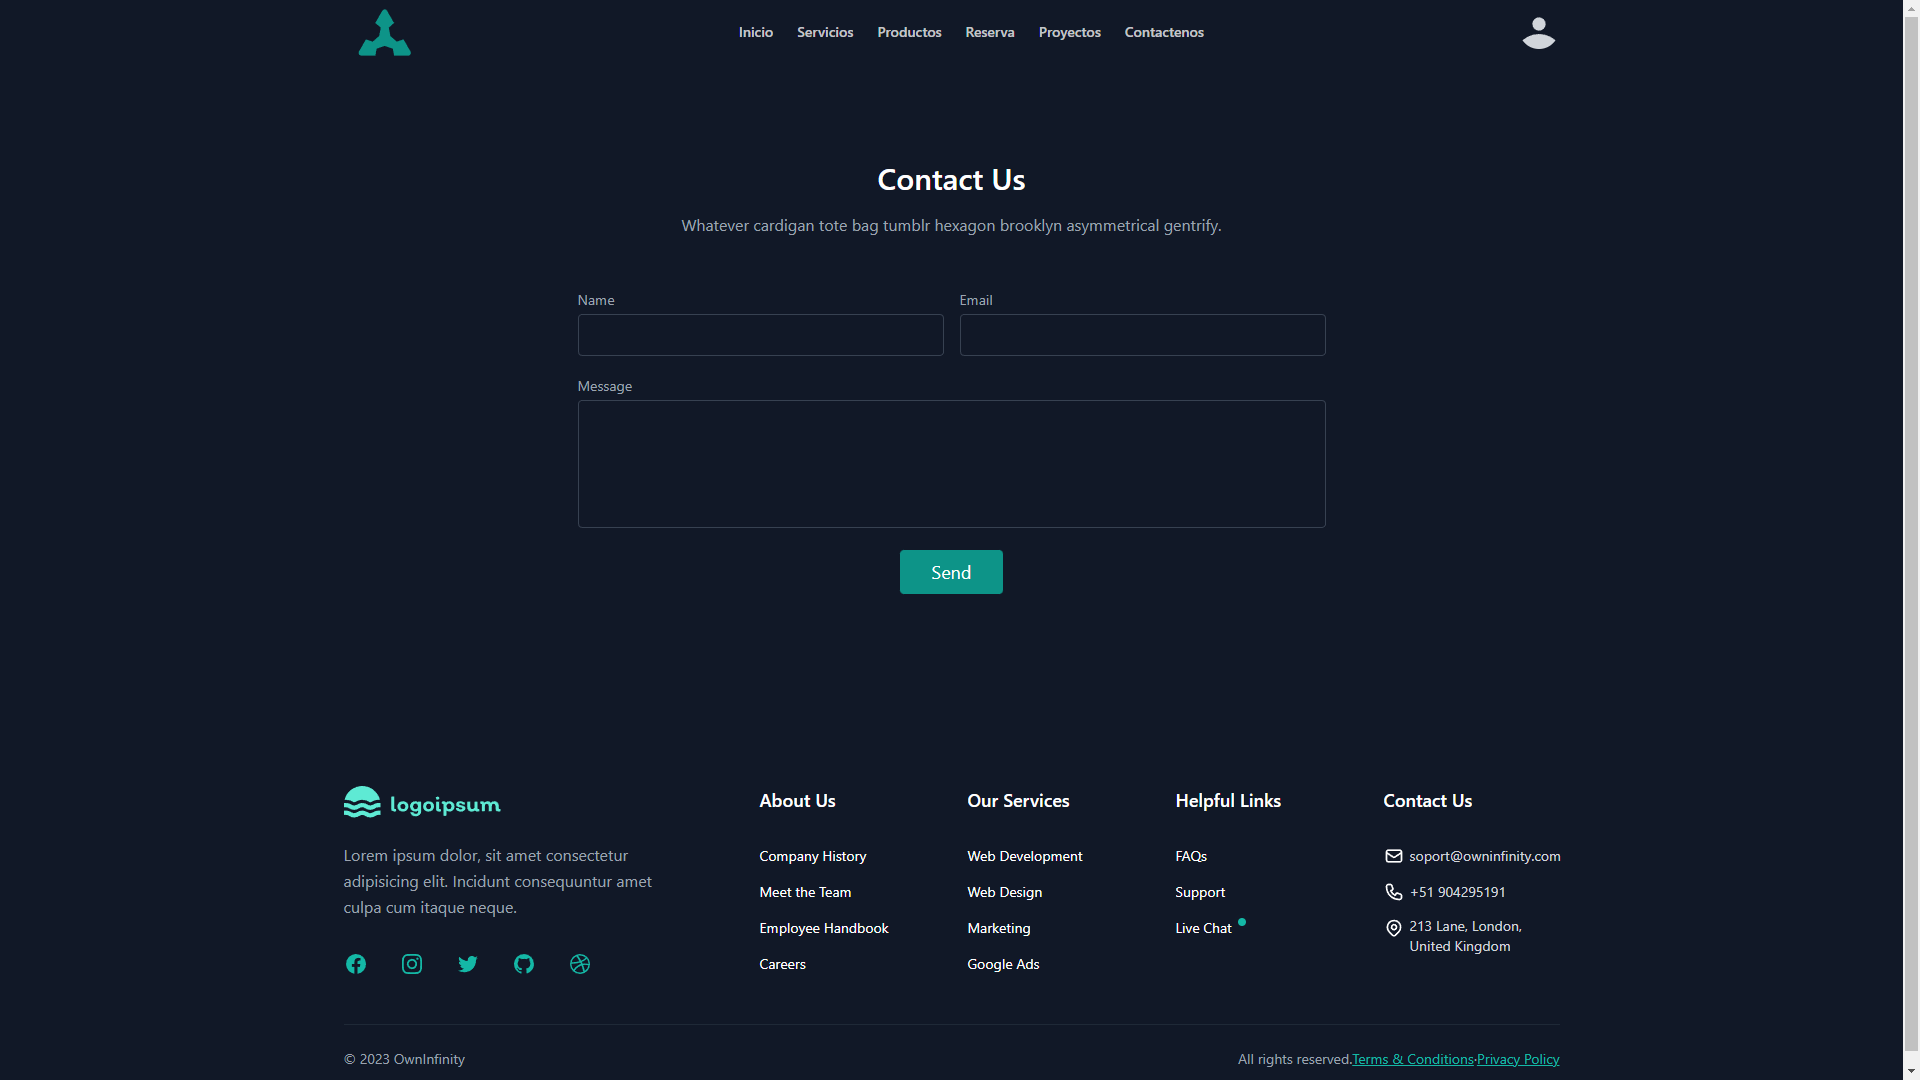 Inicio Servicios Productos Reserva Proyectos Contactenos
Contact Us
Whatever cardigan tote bag tumblr hexagon brooklyn asymmetrical gentrify.
Name
Email
Message
Send
logoipsum
Lorem ipsum dolor, sit amet consectetur
adipisicing elit. Incidunt consequuntur amet
culpa cum itaque neque.
About Us
Company History
Meet the Team
Employee Handbook
Careers
Our Services
Web Development
Web Design
Marketing
Google Ads
Helpful Links
FAQs
Support
Live Chat
Contact Us
soport@owninfinity.com
+51 904295191
213 Lane, London,
United Kingdom
© 2023 OwnInfinity
All rights reserved.Terms & Conditions·Privacy Policy